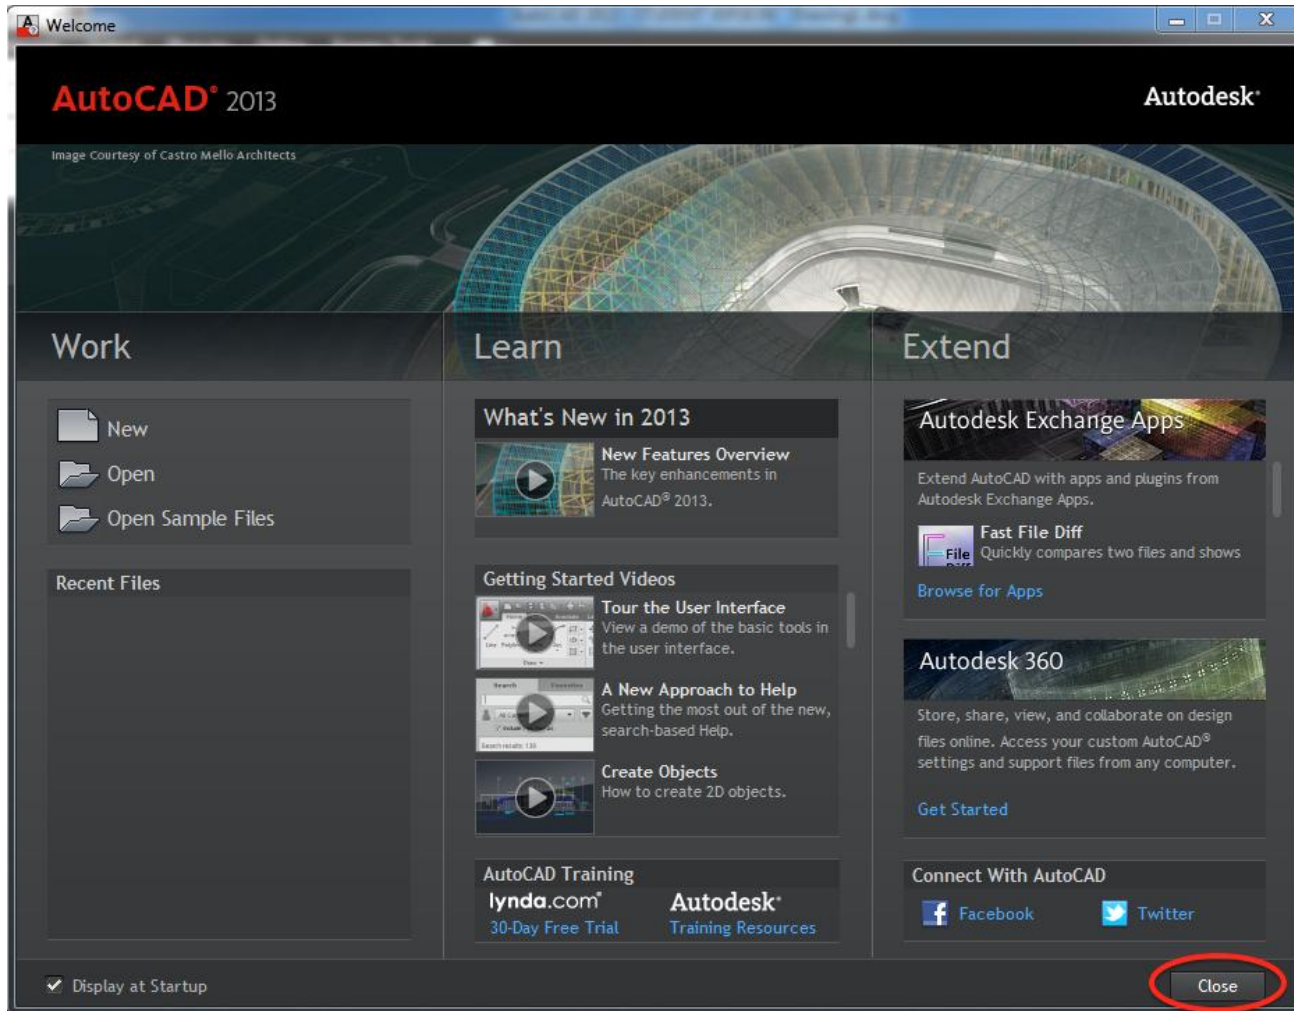 Welcome
AutoCAD® 2013
Autodesk®
Image Courtesy of Castro Mello Architects
Work
Learn
Extend
New
Open
Open Sample Files
Recent Files
What's New in 2013
New Features Overview
The key enhancements in
AutoCAD® 2013.
Getting Started Videos
Tour the User Interface
View a demo of the basic tools in
the user interface.
A New Approach to Help
Getting the most out of the new,
search-based Help.
Create Objects
How to create 2D objects.
AutoCAD Training
lynda.com®
30-Day Free Trial
Autodesk®
Training Resources
Autodesk Exchange Apps
Extend AutoCAD with apps and plugins from
Autodesk Exchange Apps.
File
Fast File Diff
Quickly compares two files and shows
Browse for Apps
Autodesk 360
Store, share, view, and collaborate on design
files online. Access your custom AutoCAD®
settings and support files from any computer.
Get Started
Connect With AutoCAD
Facebook
Twitter
Display at Startup
Close